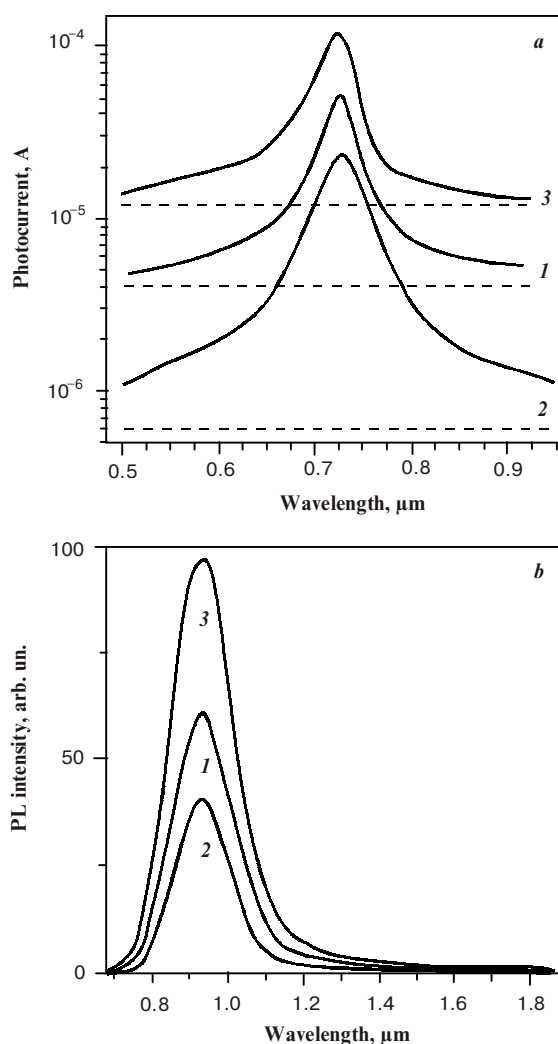 a
10⁻⁴
10⁻⁵
10⁻⁶
Photocurrent, A
3
1
2
0.5 0.6 0.7 0.8 0.9
Wavelength, µm
b
100
50
0
PL intensity, arb. un.
3
1
2
0.8 1.0 1.2 1.4 1.6 1.8
Wavelength, µm